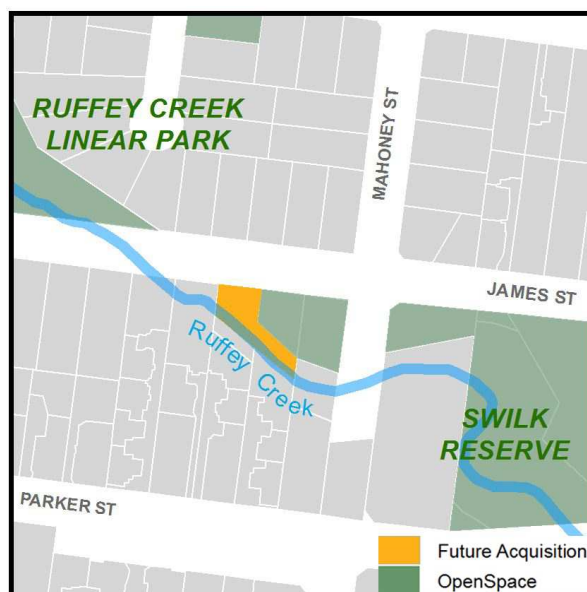 RUFFEY CREEK
LINEAR PARK
MAHONEY ST
JAMES ST
Ruffey Creek
SWILK
RESERVE
PARKER ST
Future Acquisition
OpenSpace